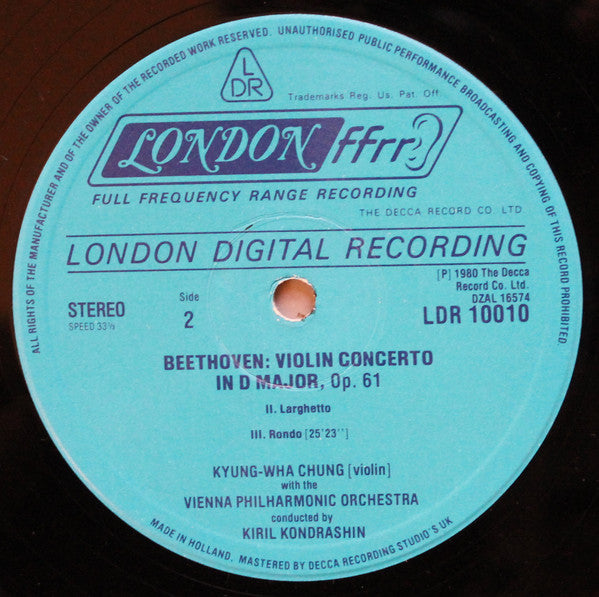 ALL RIGHTS OF THE MANUFACTURER AND OF THE OWNER OF THE RECORDED WORK RESERVED. UNAUTHORISED PUBLIC PERFORMANCE BROADCASTING AND COPYING OF THIS RECORD PROHIBITED.
L
DR
Trademarks Reg. Us. Pat. Off.
LONDON ffrr
FULL FREQUENCY RANGE RECORDING
THE DECCA RECORD CO. LTD.
LONDON DIGITAL RECORDING
STEREO
SPEED 33⅓
Side
2
[P] 1980 The Decca
Record Co. Ltd.
DZAL 16574
LDR 10010
BEETHOVEN: VIOLIN CONCERTO
IN D MAJOR, Op. 61
II. Larghetto
III. Rondo [25'23'']
KYUNG-WHA CHUNG [violin]
with the
VIENNA PHILHARMONIC ORCHESTRA
conducted by
KIRIL KONDRASHIN
MADE IN HOLLAND. MASTERED BY DECCA RECORDING STUDIO'S UK